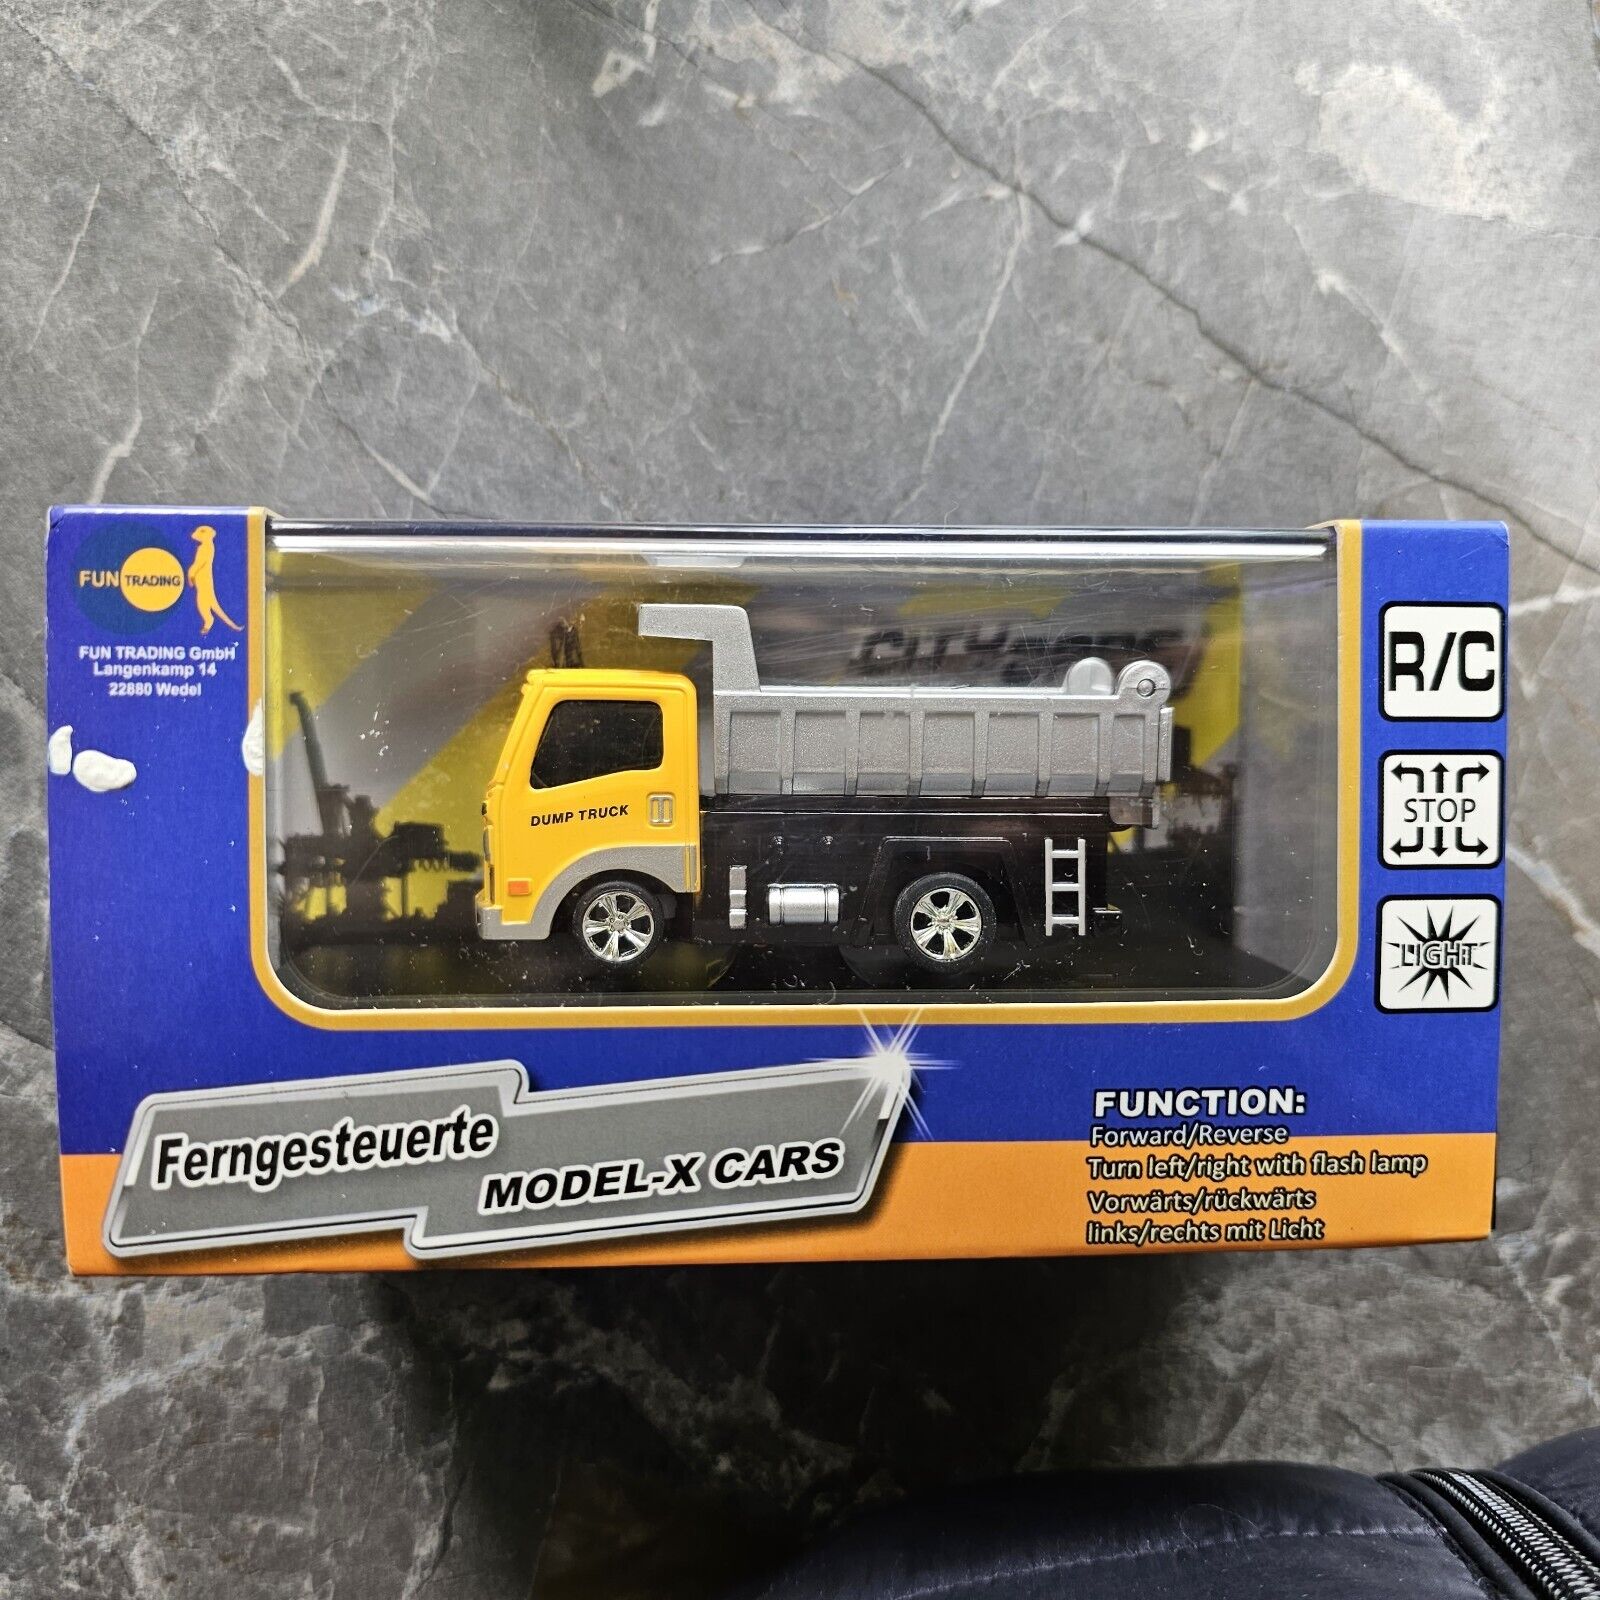 FUN TRADING
FUN TRADING GmbH
Langenkamp 14
22880 Wedel
CITY
DUMP TRUCK
R/C
STOP
LIGHT
Ferngesteuerte
MODEL-X CARS
FUNCTION:
Forward/Reverse
Turn left/right with flash lamp
Vorwärts/rückwärts
links/rechts mit Licht